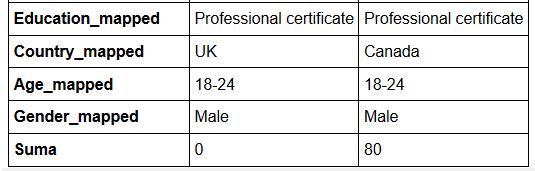 Education_mapped Professional certificate Professional certificate
Country_mapped UK Canada
Age_mapped 18-24 18-24
Gender_mapped Male Male
Suma 0 80